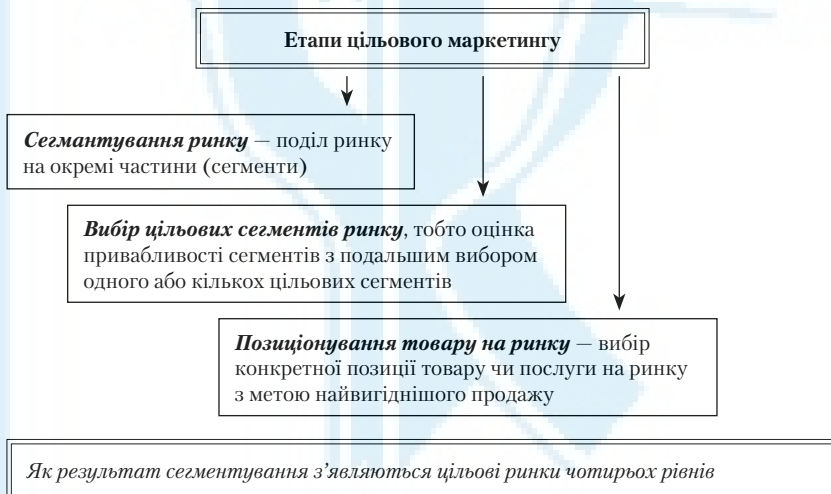 Етапи цільового маркетингу
Сегмантування ринку — поділ ринку
на окремі частини (сегменти)
Вибір цільових сегментів ринку, тобто оцінка
привабливості сегментів з подальшим вибором
одного або кількох цільових сегментів
Позиціонування товару на ринку — вибір
конкретної позиції товару чи послуги на ринку
з метою найвигіднішого продажу
Як результат сегментування з’являються цільові ринки чотирьох рівнів